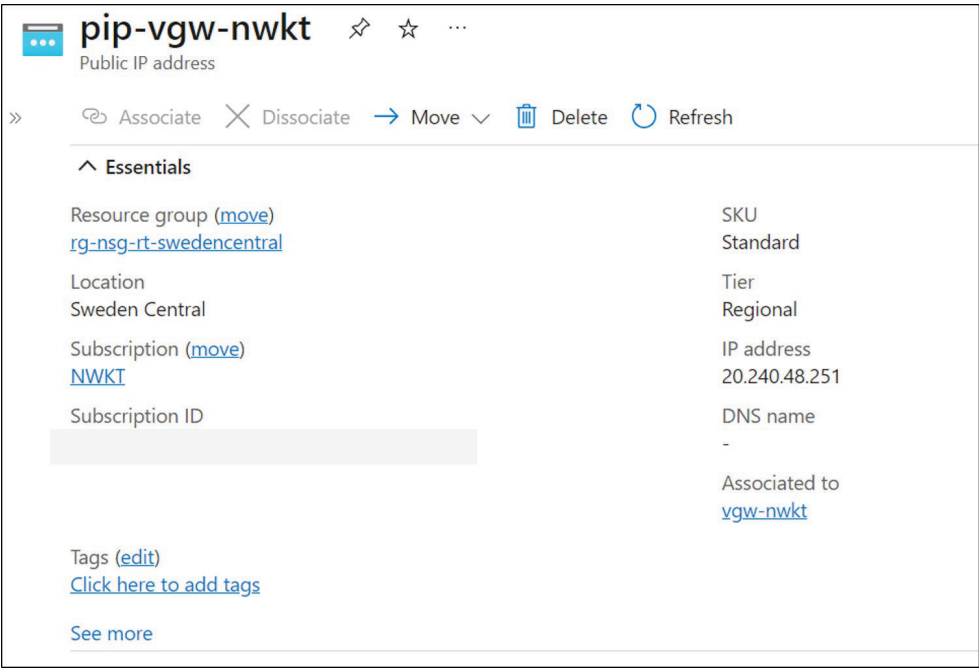 pip-vgw-nwkt
Public IP address
Associate Dissociate Move Delete Refresh
Essentials
Resource group (move)
rg-nsg-rt-swedencentral
Location
Sweden Central
Subscription (move)
NWKT
Subscription ID
SKU
Standard
Tier
Regional
IP address
20.240.48.251
DNS name
-
Associated to
vgw-nwkt
Tags (edit)
Click here to add tags
See more